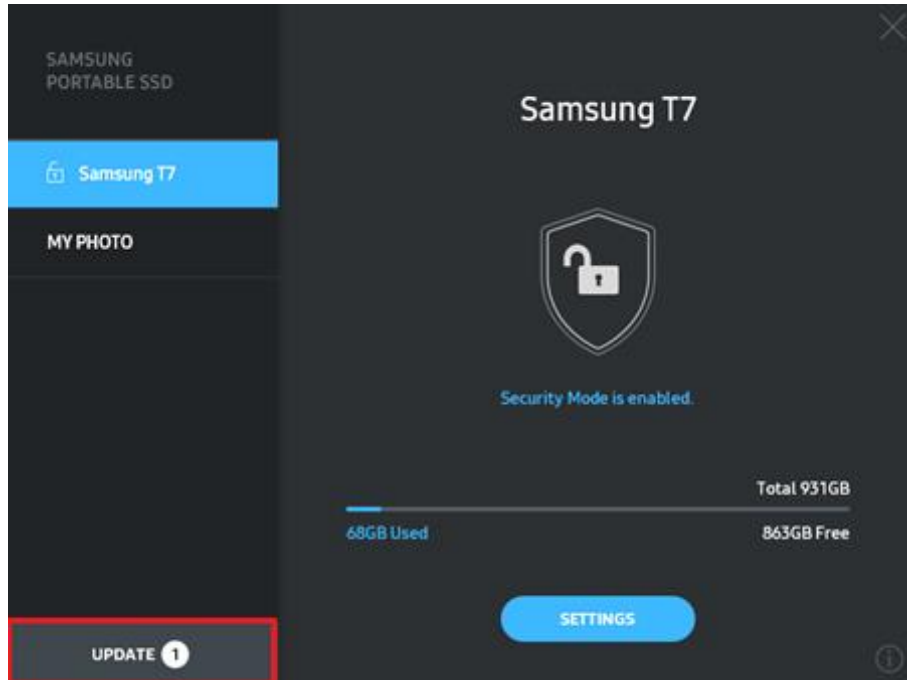 SAMSUNG
PORTABLE SSD
Samsung T7
MY PHOTO
UPDATE 1
Samsung T7
Security Mode is enabled.
Total 931GB
68GB Used
863GB Free
SETTINGS